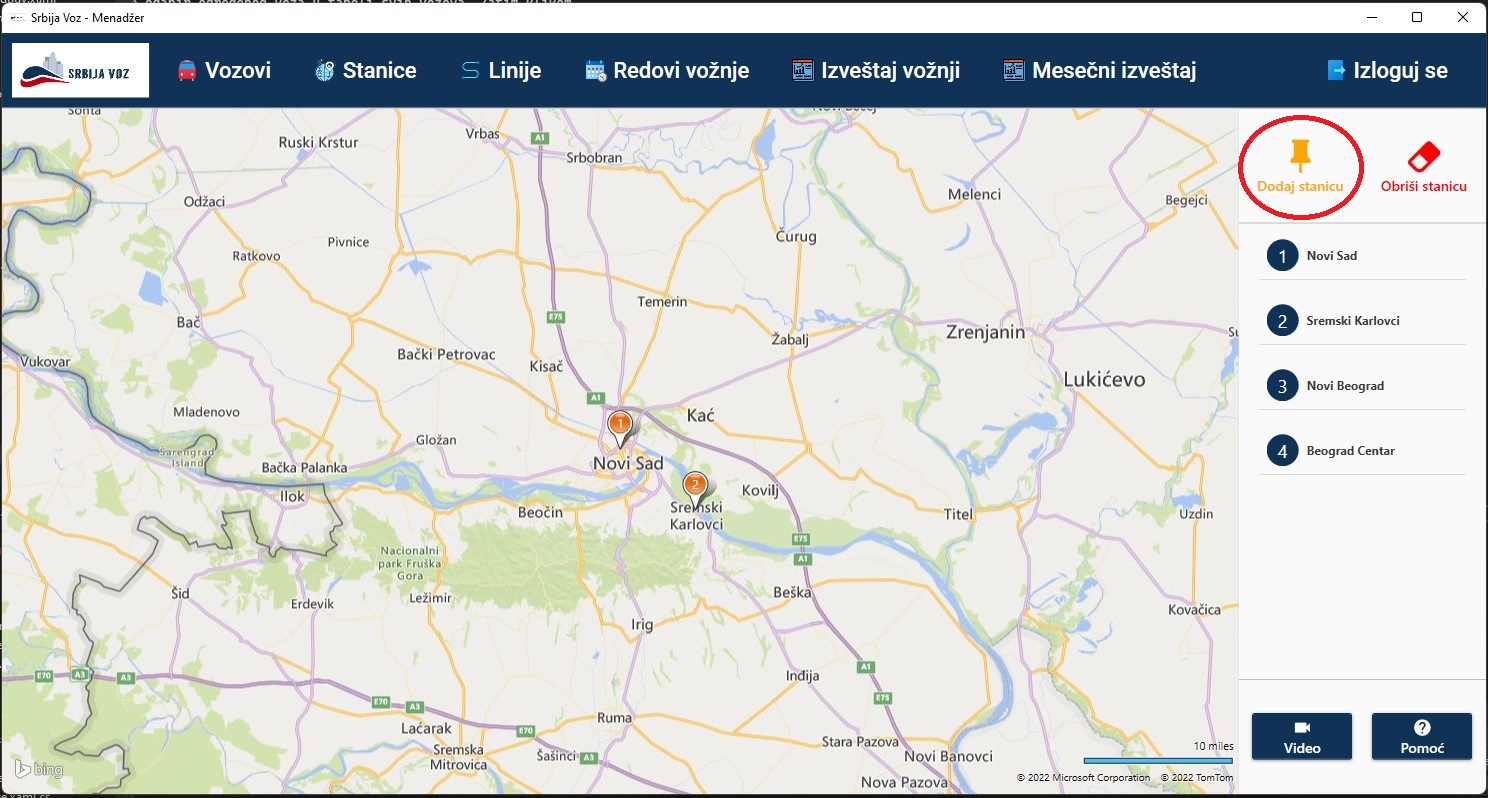 Srbija Voz - Menadžer
SRBIJA VOZ
Vozovi
Stanice
Linije
Redovi vožnje
Izveštaj vožnji
Mesečni izveštaj
Izloguj se
Dodaj stanicu
Obriši stanicu
1 Novi Sad
2 Sremski Karlovci
3 Novi Beograd
4 Beograd Centar
Video
Pomoć
Sonta
Ruski Krstur
Vrbas
A1
Srbobran
Odžaci
Melenci
Begejci
Pivnice
Čurug
Ratkovo
Temerin
Bač
E75
Žabalj
Zrenjanin
Vukovar
Bački Petrovac
Kisač
Lukićevo
A1
Mladenovo
Kać
1
Gložan
Šarengrad
Island
Bačka Palanka
Novi Sad
2
Ilok
Kovilj
Beočin
Sremski
Karlovci
Titel
Uzdin
E75
A1
Nacionalni
park Fruška
Gora
Šid
Erdevik
Ležimir
Beška
Kovačica
Irig
E70
A3
A3
A1
Inđija
E75
E70
A3
Laćarak
Ruma
E70
Sremska
Mitrovica
Šašinci
A3
Stara Pazova
Novi Banovci
Nova Pazova
10 miles
bing
© 2022 Microsoft Corporation © 2022 TomTom